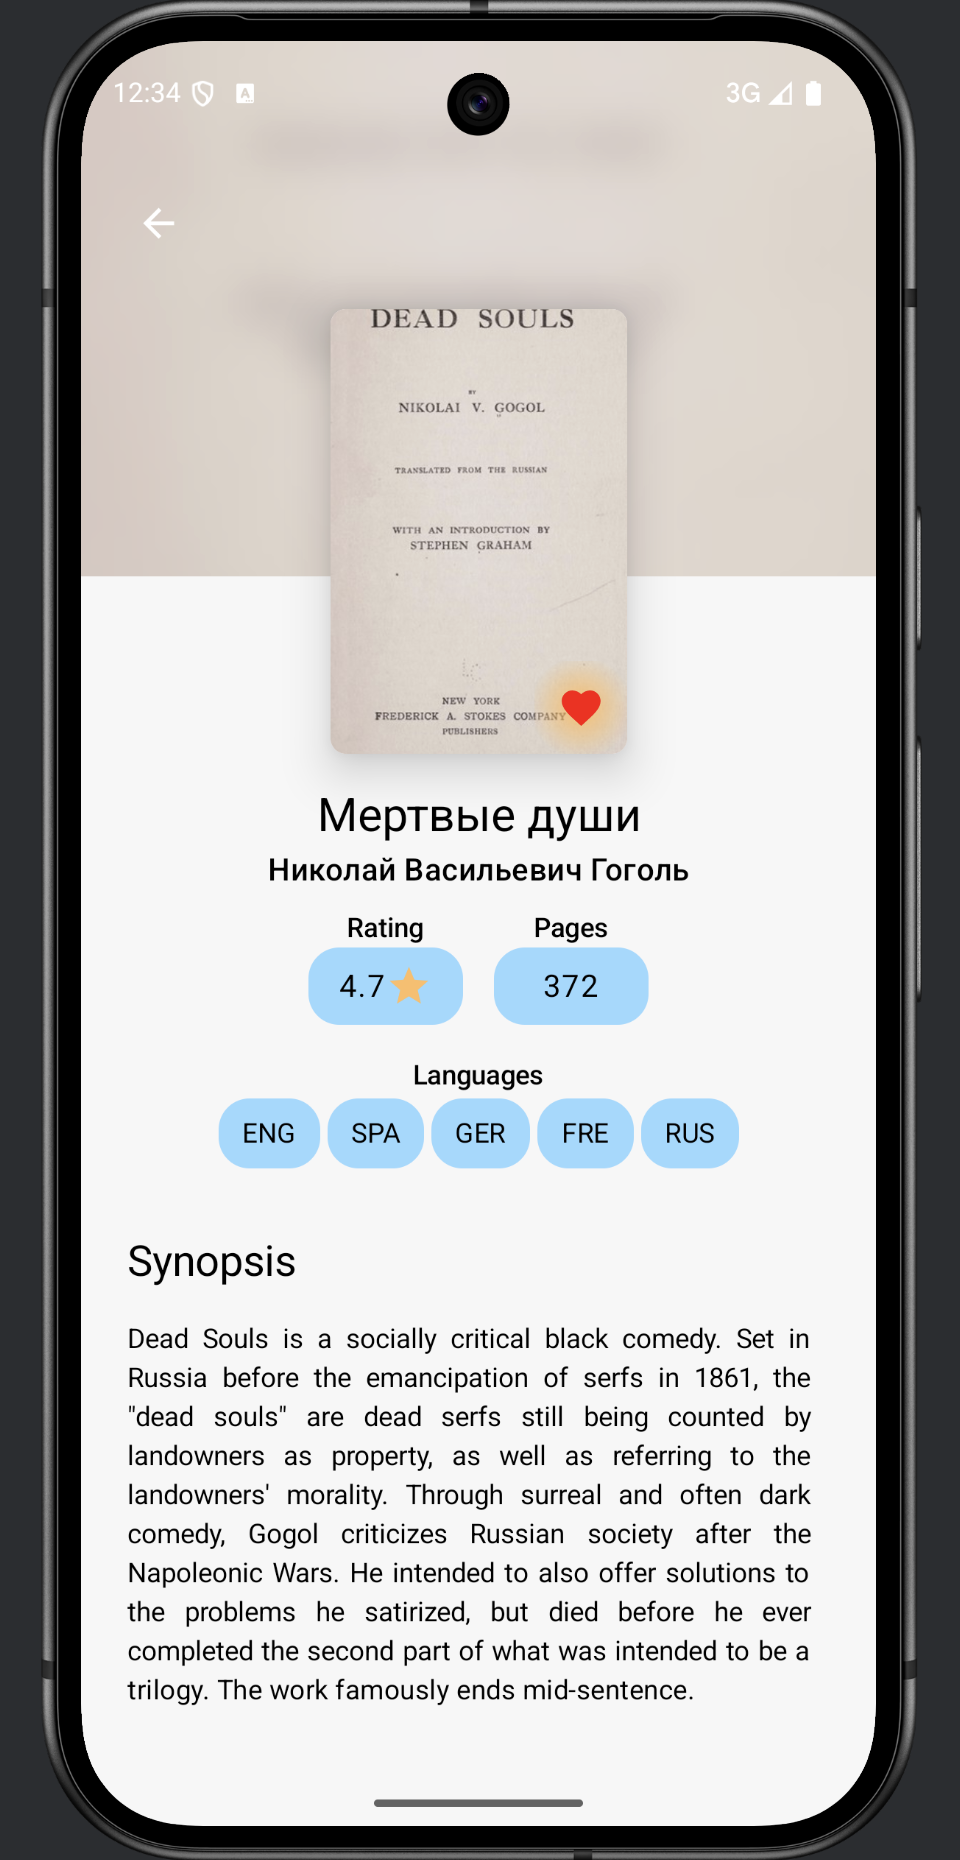 12:34
A
3G
DEAD SOULS
BY
NIKOLAI V. GOGOL
TRANSLATED FROM THE RUSSIAN
WITH AN INTRODUCTION BY
STEPHEN GRAHAM
NEW YORK
FREDERICK A. STOKES COMPANY
PUBLISHERS
Мертвые души
Николай Васильевич Гоголь
Rating Pages
4.7 372
Languages
ENG SPA GER FRE RUS
Synopsis
Dead Souls is a socially critical black comedy. Set in
Russia before the emancipation of serfs in 1861, the
"dead souls" are dead serfs still being counted by
landowners as property, as well as referring to the
landowners' morality. Through surreal and often dark
comedy, Gogol criticizes Russian society after the
Napoleonic Wars. He intended to also offer solutions to
the problems he satirized, but died before he ever
completed the second part of what was intended to be a
trilogy. The work famously ends mid-sentence.